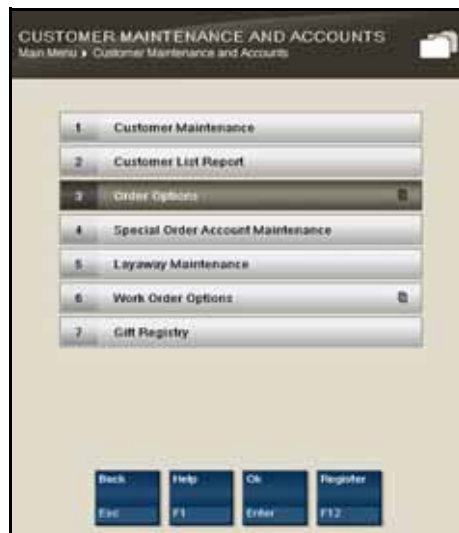 CUSTOMER MAINTENANCE AND ACCOUNTS
Main Menu ▸ Customer Maintenance and Accounts
1 Customer Maintenance
2 Customer List Report
3 Order Options
4 Special Order Account Maintenance
5 Layaway Maintenance
6 Work Order Options
7 Gift Registry
Back Help Ok Register
Esc F1 Enter F12